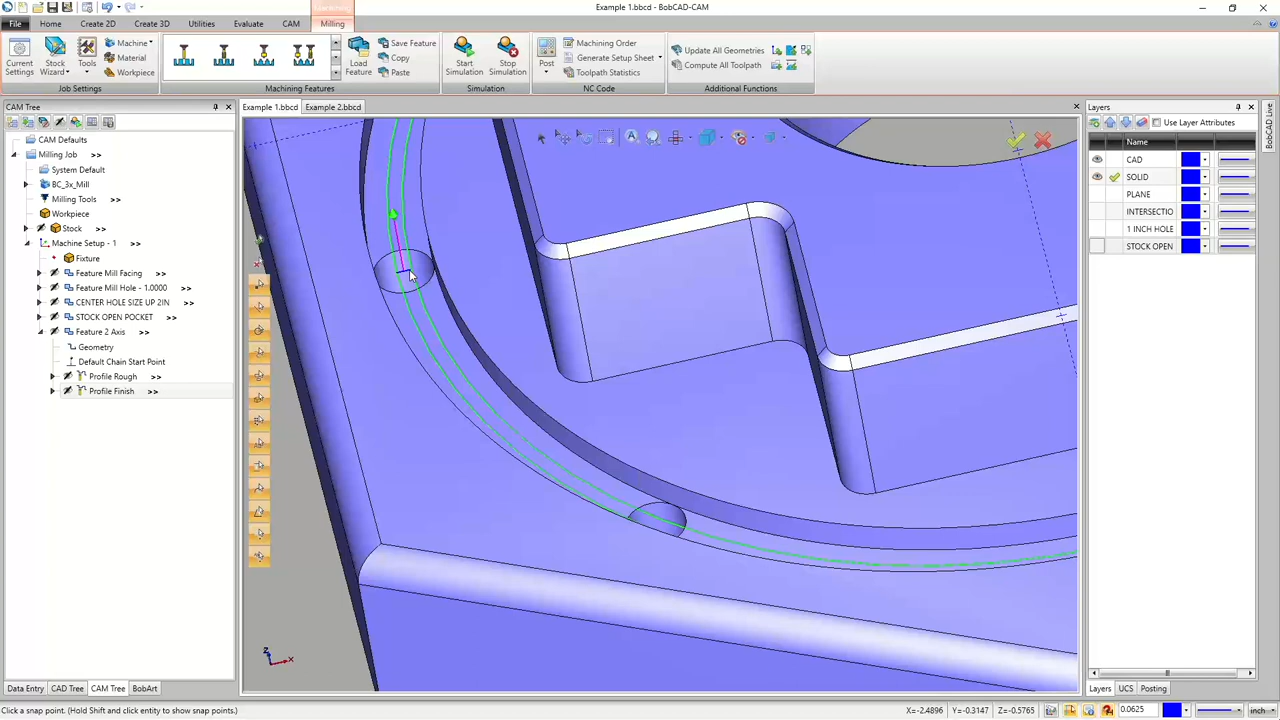 Machining
Example 1.bbcd - BobCAD-CAM
File Home Create 2D Create 3D Utilities Evaluate CAM Milling
Current Settings
Stock Wizard
Tools
Machine
Material
Workpiece
Job Settings
Machining Features
Load Feature
Save Feature
Copy
Paste
Start Simulation
Stop Simulation
Simulation
Post
Machining Order
Generate Setup Sheet
Toolpath Statistics
NC Code
Update All Geometries
Compute All Toolpath
Additional Functions
CAM Tree
Example 1.bbcd Example 2.bbcd
CAM Defaults
Milling Job >>
System Default
BC_3x_Mill
Milling Tools >>
Workpiece
Stock >>
Machine Setup - 1 >>
Fixture
Feature Mill Facing >>
Feature Mill Hole - 1.0000 >>
CENTER HOLE SIZE UP 2IN >>
STOCK OPEN POCKET >>
Feature 2 Axis >>
Geometry
Default Chain Start Point
Profile Rough >>
Profile Finish >>
Data Entry CAD Tree CAM Tree BobArt
Z
X
Layers
Use Layer Attributes
Name
CAD
SOLID
PLANE
INTERSECTIO
1 INCH HOLE
STOCK OPEN
BobCAD Live
Layers UCS Posting
Click a snap point. (Hold Shift and click entity to show snap points.)
X=-2.4896 Y=-0.3147 Z=-0.5765 0.0625 inch